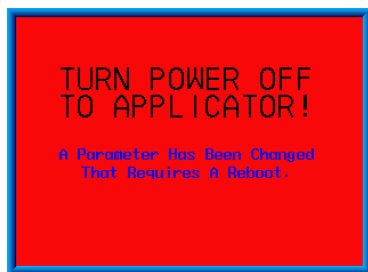 TURN POWER OFF
TO APPLICATOR!
A Parameter Has Been Changed
That Requires A Reboot.